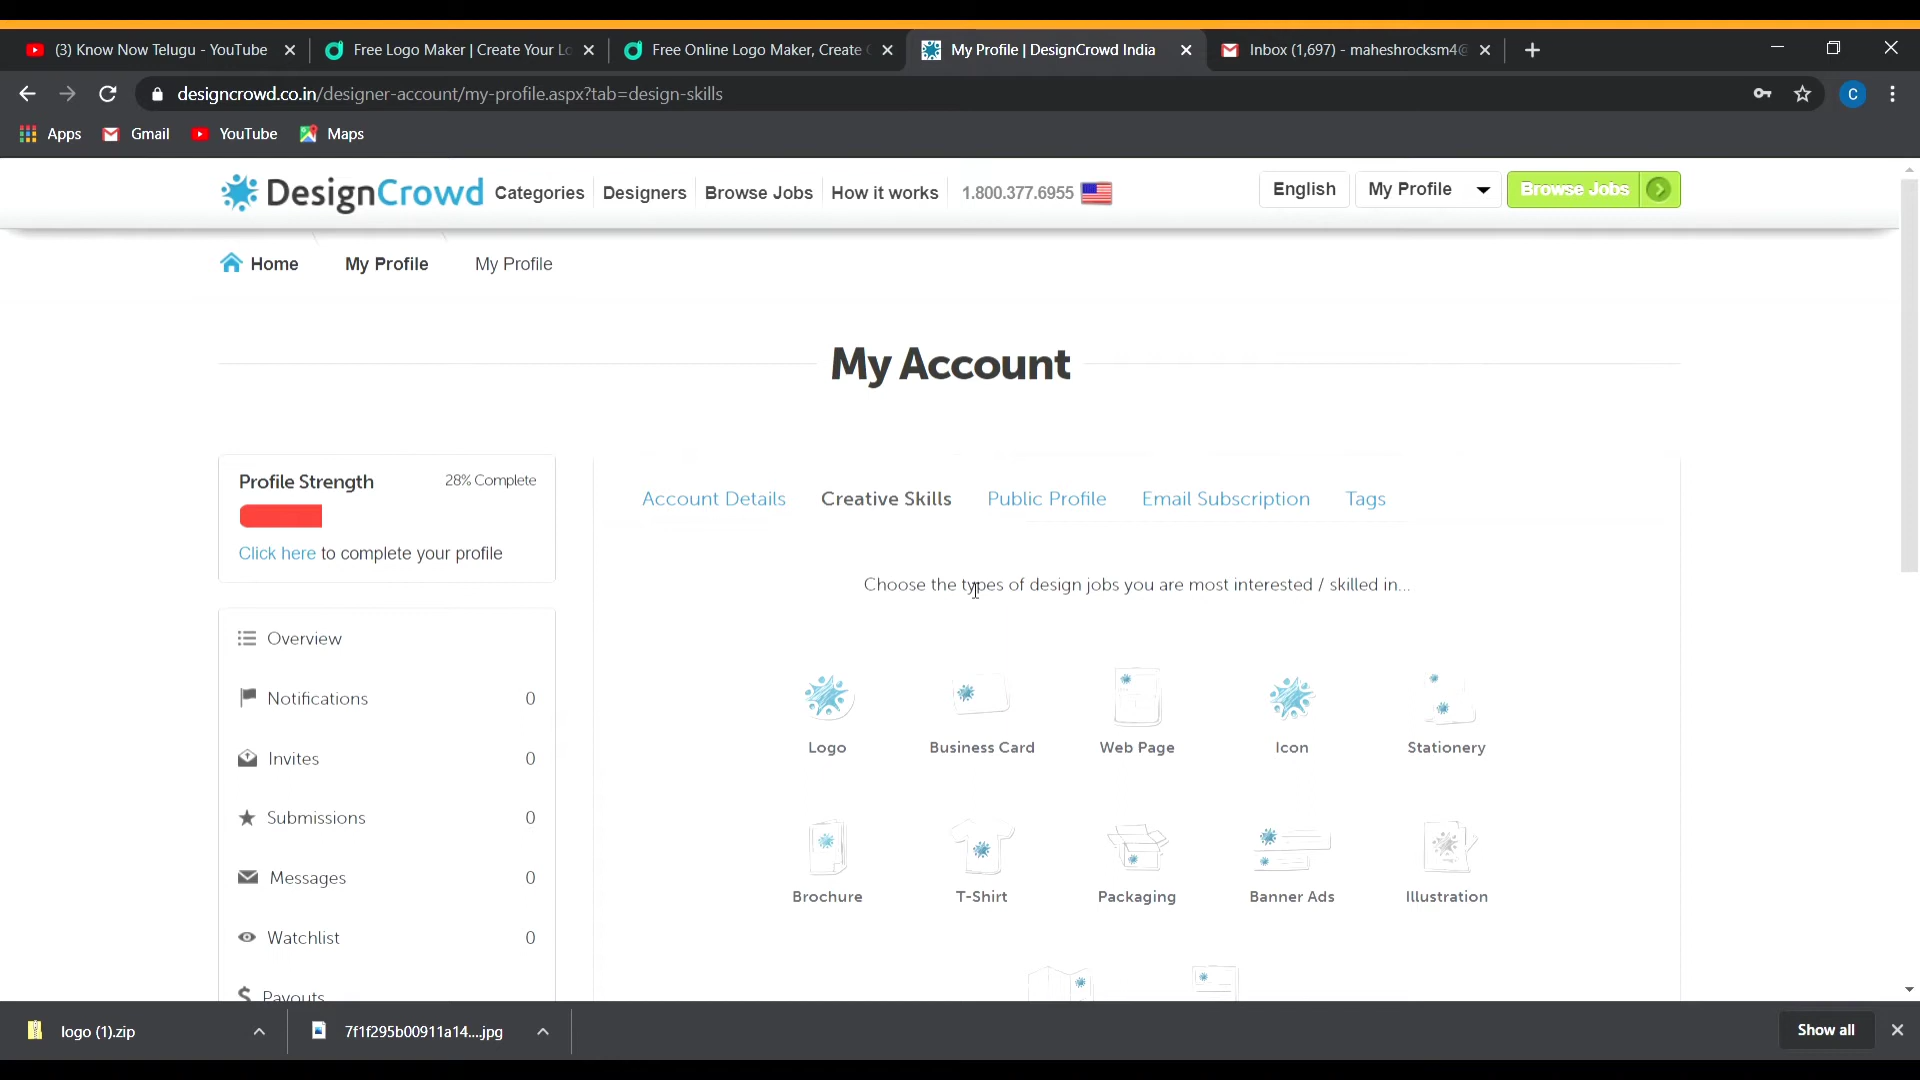 (3) Know Now Telugu - YouTube
Free Logo Maker | Create Your Lo
Free Online Logo Maker, Create
My Profile | DesignCrowd India
Inbox (1,697) - maheshrocksm4@
designcrowd.co.in/designer-account/my-profile.aspx?tab=design-skills
C
Apps
Gmail
YouTube
Maps
DesignCrowd
Categories
Designers
Browse Jobs
How it works
1.800.377.6955
English
My Profile
Browse Jobs
Home
My Profile
My Profile
My Account
Profile Strength
28% Complete
Click here to complete your profile
Overview
Notifications 0
Invites 0
Submissions 0
Messages 0
Watchlist 0
Payouts
Account Details
Creative Skills
Public Profile
Email Subscription
Tags
Choose the types of design jobs you are most interested / skilled in...
Logo
Business Card
Web Page
Icon
Stationery
Brochure
T-Shirt
Packaging
Banner Ads
Illustration
logo (1).zip
7f1f295b00911a14....jpg
Show all